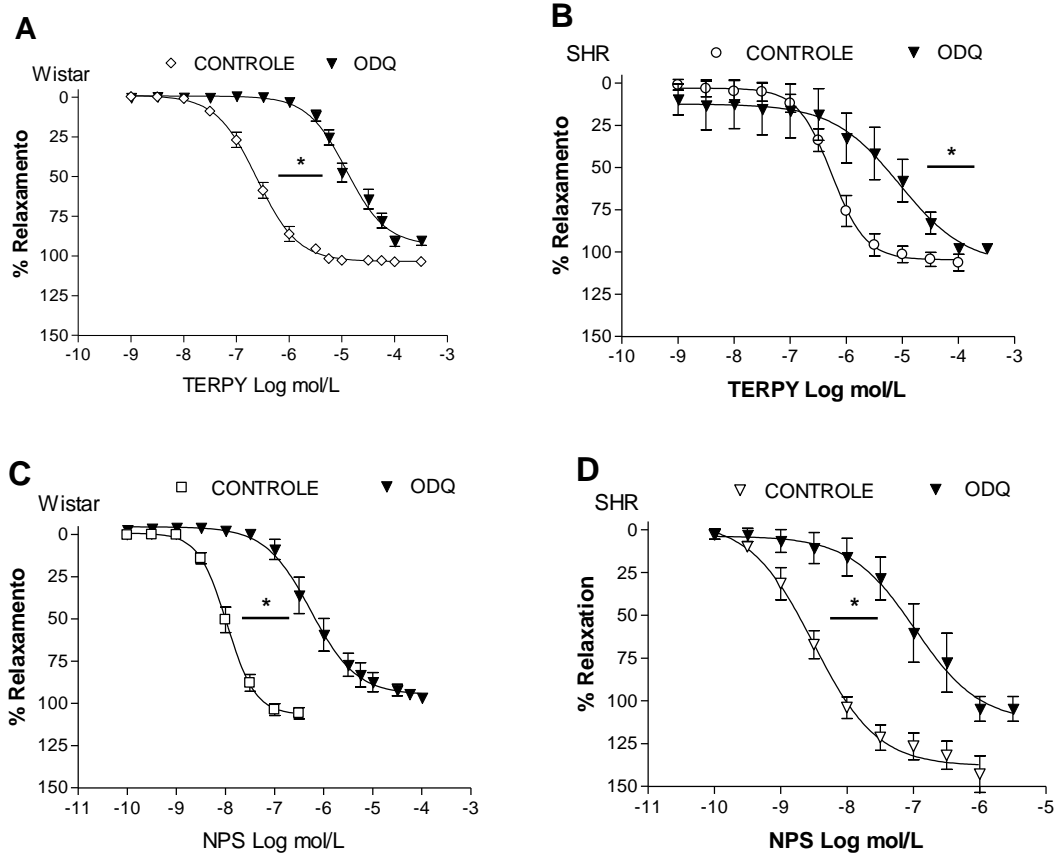 A
Wistar
CONTROLE ODQ
0
25
50
75
100
125
150
*
% Relaxamento
-10 -9 -8 -7 -6 -5 -4 -3
TERPY Log mol/L
B
SHR
CONTROLE ODQ
0
25
50
75
100
125
150
*
% Relaxamento
-10 -9 -8 -7 -6 -5 -4 -3
TERPY Log mol/L
C
Wistar
CONTROLE ODQ
0
25
50
75
100
125
150
*
% Relaxamento
-11 -10 -9 -8 -7 -6 -5 -4 -3
NPS Log mol/L
D
SHR
CONTROLE ODQ
0
25
50
75
100
125
150
*
% Relaxation
-11 -10 -9 -8 -7 -6 -5
NPS Log mol/L